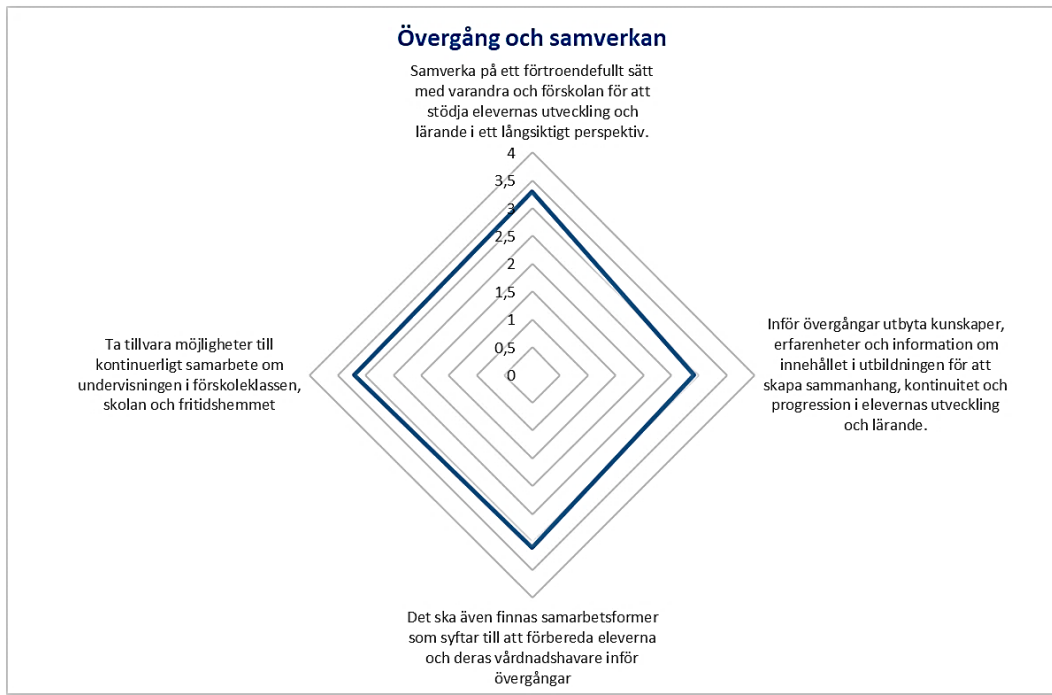 Övergång och samverkan
Samverka på ett förtroendefullt sätt
med varandra och förskolan för att
stödja elevernas utveckling och
lärande i ett långsiktigt perspektiv.
4
3,5
3
2,5
2
1,5
1
0,5
0
Inför övergångar utbyta kunskaper,
erfarenheter och information om
innehållet i utbildningen för att
skapa sammanhang, kontinuitet och
progression i elevernas utveckling
och lärande.
Det ska även finnas samarbetsformer
som syftar till att förbereda eleverna
och deras vårdnadshavare inför
övergångar
Ta tillvara möjligheter till
kontinuerligt samarbete om
undervisningen i förskoleklassen,
skolan och fritidshemmet